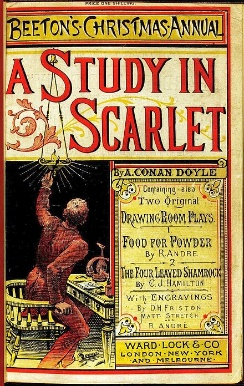 PRICE ONE SHILLING.
BEETON'S CHRISTMAS ANNUAL
A STUDY IN
SCARLET
By A. CONAN DOYLE
Containing also
Two Original
DRAWING ROOM PLAYS.
1
FOOD FOR POWDER
By R. ANDRE
2
THE FOUR LEAVED SHAMROCK
By C. J. HAMILTON
With ENGRAVINGS
By D. H. FRISTON
MATT STRETCH
R. ANDRE
WARD · LOCK & CO
LONDON · NEW YORK
AND MELBOURNE